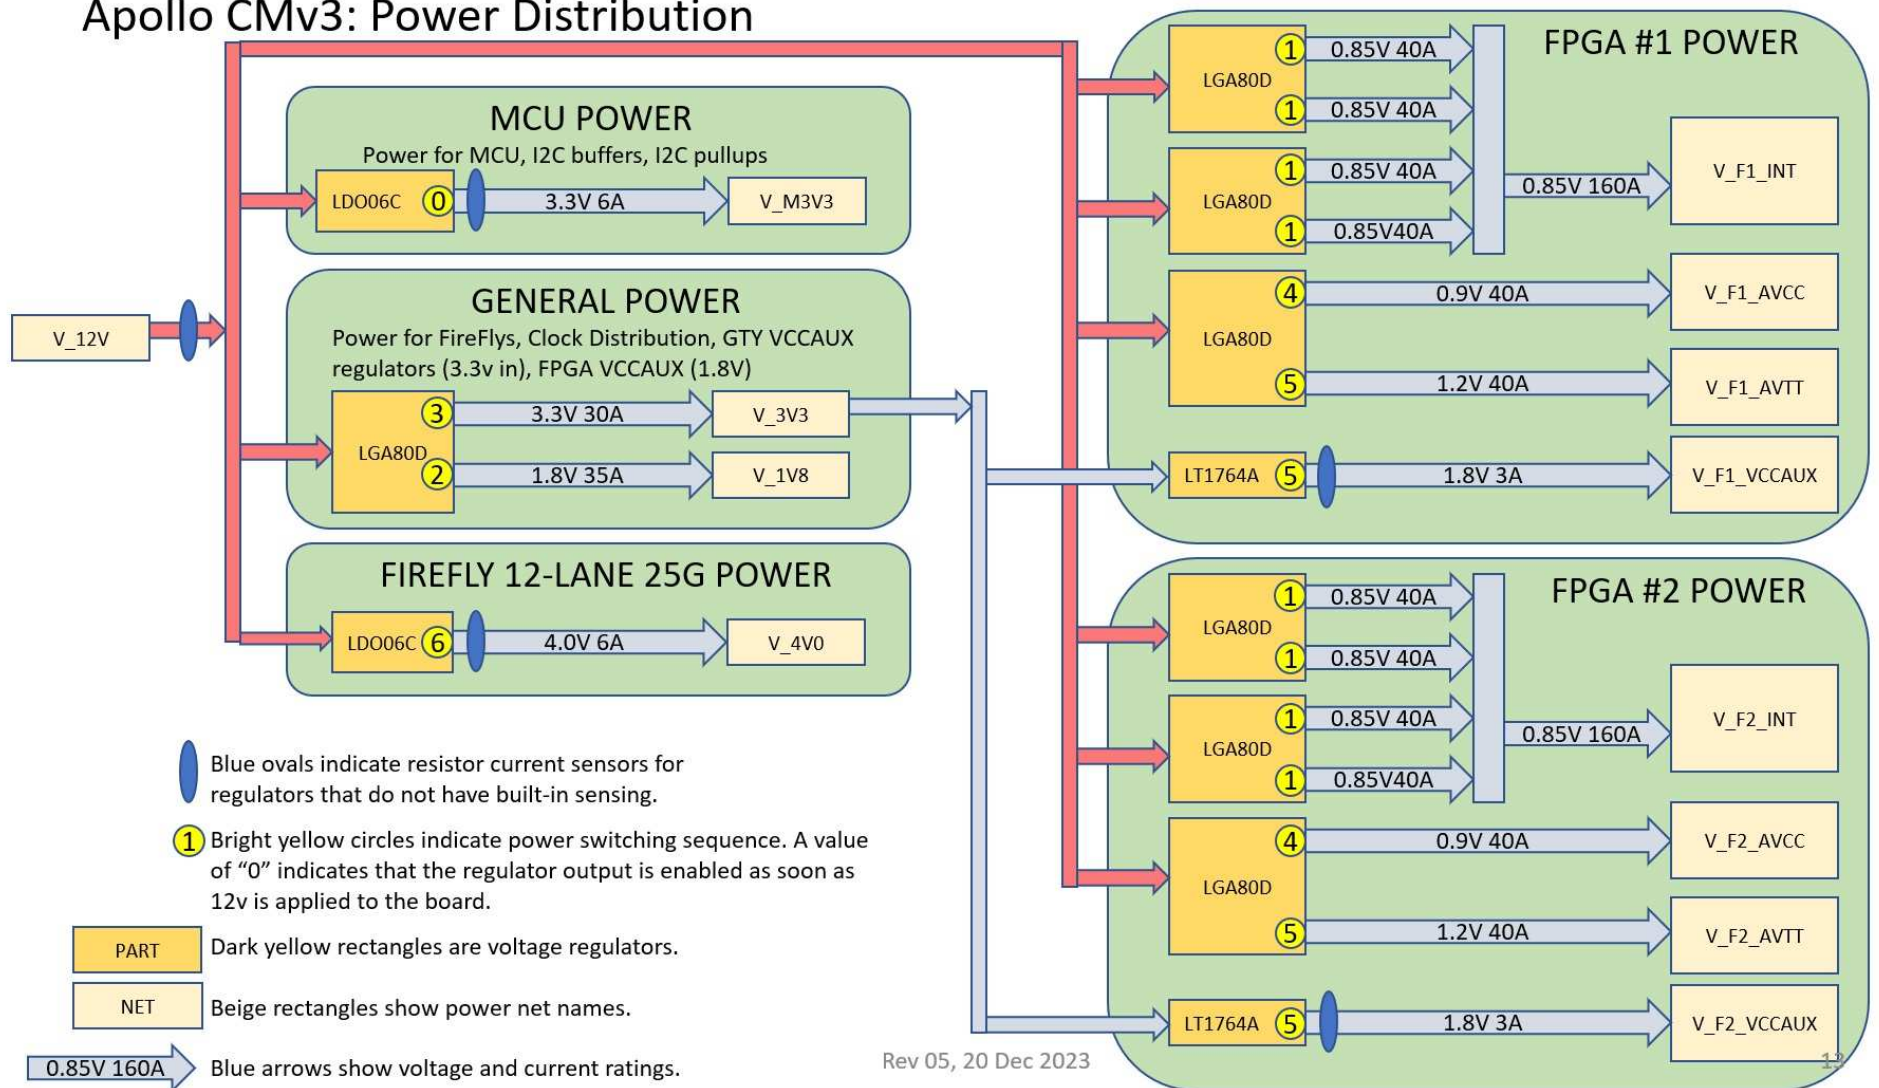 Apollo CMv3: Power Distribution
V_12V
MCU POWER
Power for MCU, I2C buffers, I2C pullups
LDO06C
0
3.3V 6A
V_M3V3
GENERAL POWER
Power for FireFlys, Clock Distribution, GTY VCCAUX
regulators (3.3v in), FPGA VCCAUX (1.8V)
LGA80D
3
3.3V 30A
V_3V3
2
1.8V 35A
V_1V8
FIREFLY 12-LANE 25G POWER
LDO06C
6
4.0V 6A
V_4V0
FPGA #1 POWER
LGA80D
1
0.85V 40A
1
0.85V 40A
LGA80D
1
0.85V 40A
1
0.85V40A
0.85V 160A
V_F1_INT
LGA80D
4
0.9V 40A
V_F1_AVCC
5
1.2V 40A
V_F1_AVTT
LT1764A
5
1.8V 3A
V_F1_VCCAUX
FPGA #2 POWER
LGA80D
1
0.85V 40A
1
0.85V 40A
LGA80D
1
0.85V 40A
1
0.85V40A
0.85V 160A
V_F2_INT
LGA80D
4
0.9V 40A
V_F2_AVCC
5
1.2V 40A
V_F2_AVTT
LT1764A
5
1.8V 3A
V_F2_VCCAUX
Blue ovals indicate resistor current sensors for
regulators that do not have built-in sensing.
1
Bright yellow circles indicate power switching sequence. A value
of “0” indicates that the regulator output is enabled as soon as
12v is applied to the board.
PART
Dark yellow rectangles are voltage regulators.
NET
Beige rectangles show power net names.
0.85V 160A
Blue arrows show voltage and current ratings.
Rev 05, 20 Dec 2023
13